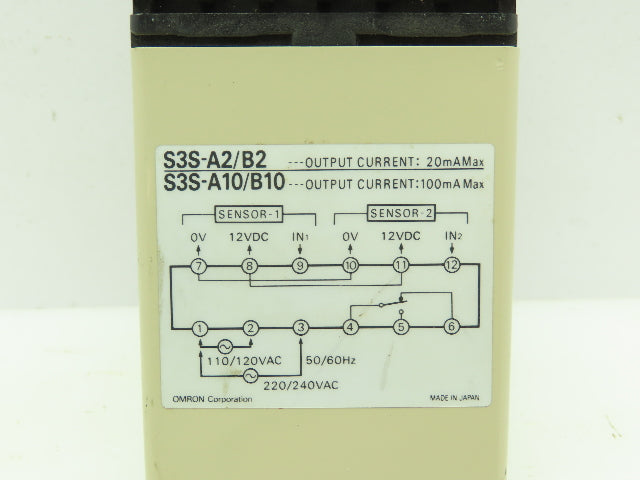 S3S-A2/B2 ---OUTPUT CURRENT: 20mAMax
S3S-A10/B10 ---OUTPUT CURRENT:100mAMax
SENSOR-1 SENSOR-2
0V 12VDC IN1 0V 12VDC IN2
7 8 9 10 11 12
1 2 3 4 5 6
110/120VAC 50/60Hz
220/240VAC
OMRON Corporation MADE IN JAPAN